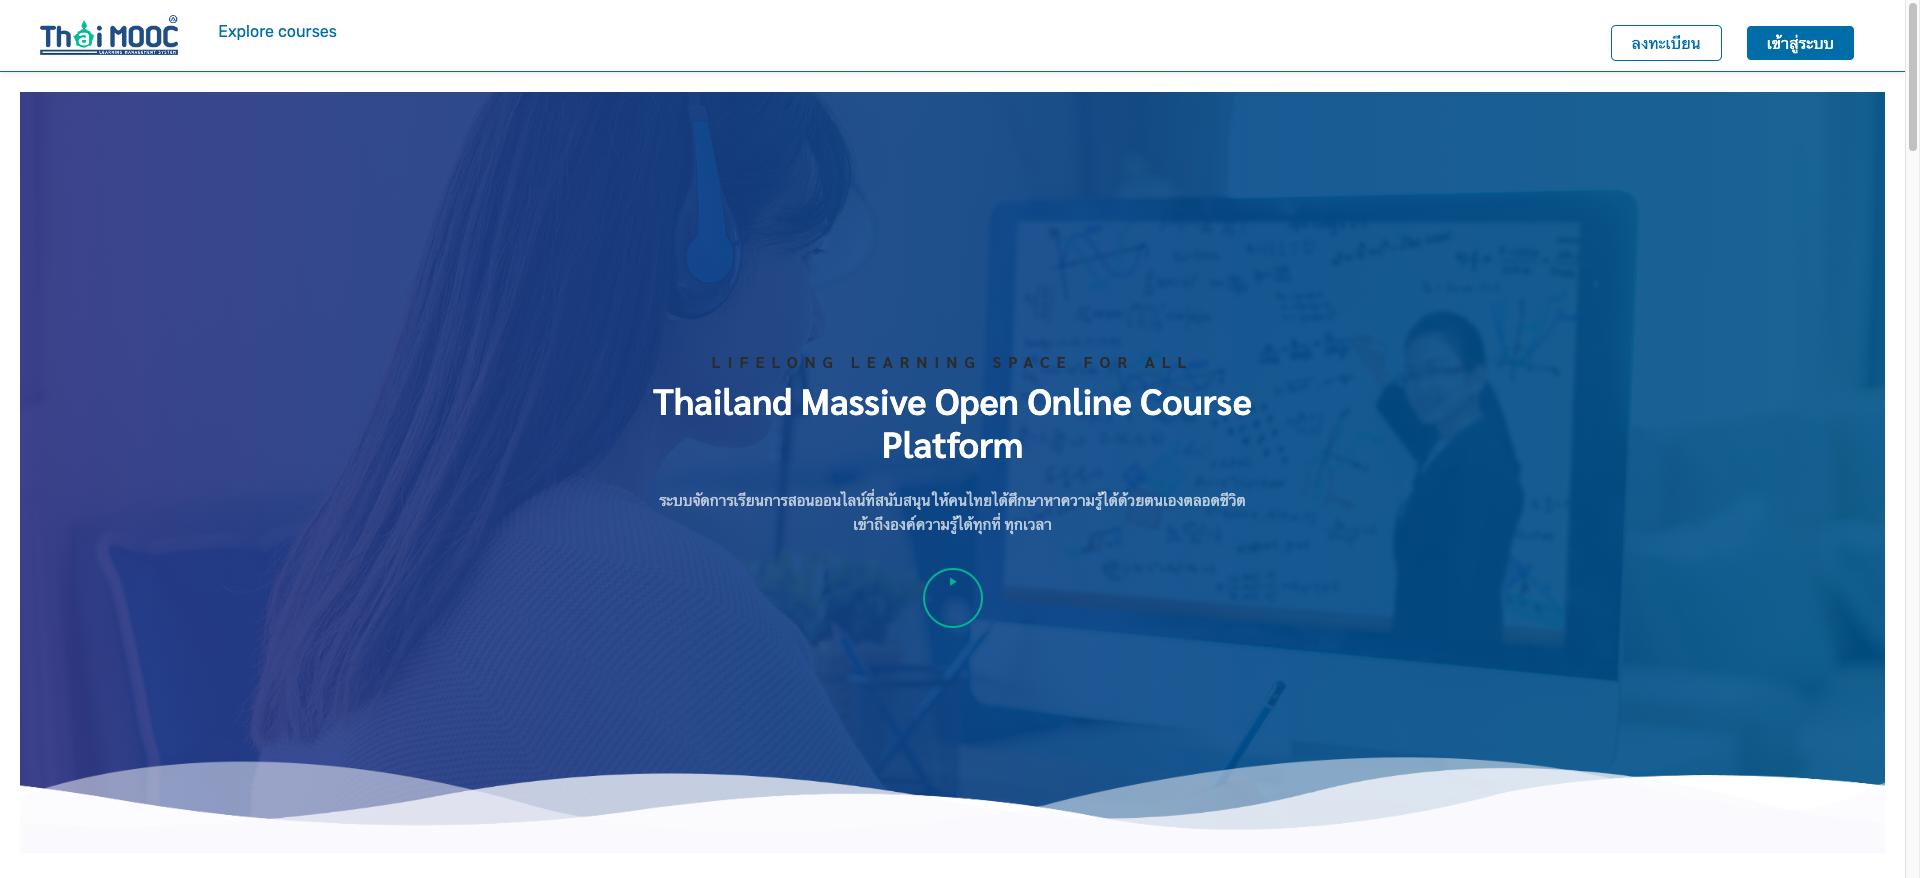 Thai MOOC
LEARNING MANAGEMENT SYSTEM
Explore courses
ลงทะเบียน
เข้าสู่ระบบ
LIFELONG LEARNING SPACE FOR ALL
Thailand Massive Open Online Course
Platform
ระบบจัดการเรียนการสอนออนไลน์ที่สนับสนุน ให้คนไทยได้ศึกษาหาความรู้ได้ด้วยตนเองตลอดชีวิต
เข้าถึงองค์ความรู้ได้ทุกที่ ทุกเวลา